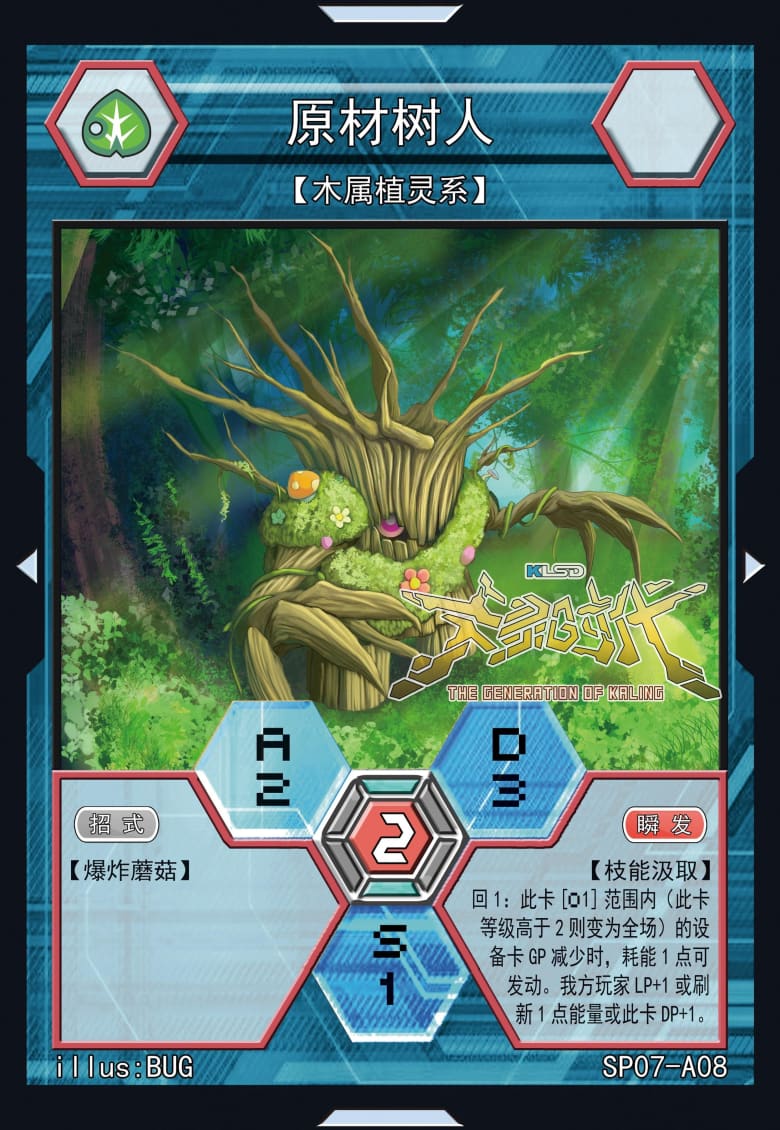 原材树人
【木属植灵系】
KLSD
卡灵时代
THE GENERATION OF KALING
A
2
D
3
2
S
1
招式
【爆炸蘑菇】
瞬发
【枝能汲取】
回1：此卡[O1]范围内（此卡
等级高于2则变为全场）的设
备卡GP减少时，耗能1点可
发动。我方玩家LP+1或刷
新1点能量或此卡DP+1。
illus:BUG
SP07-A08